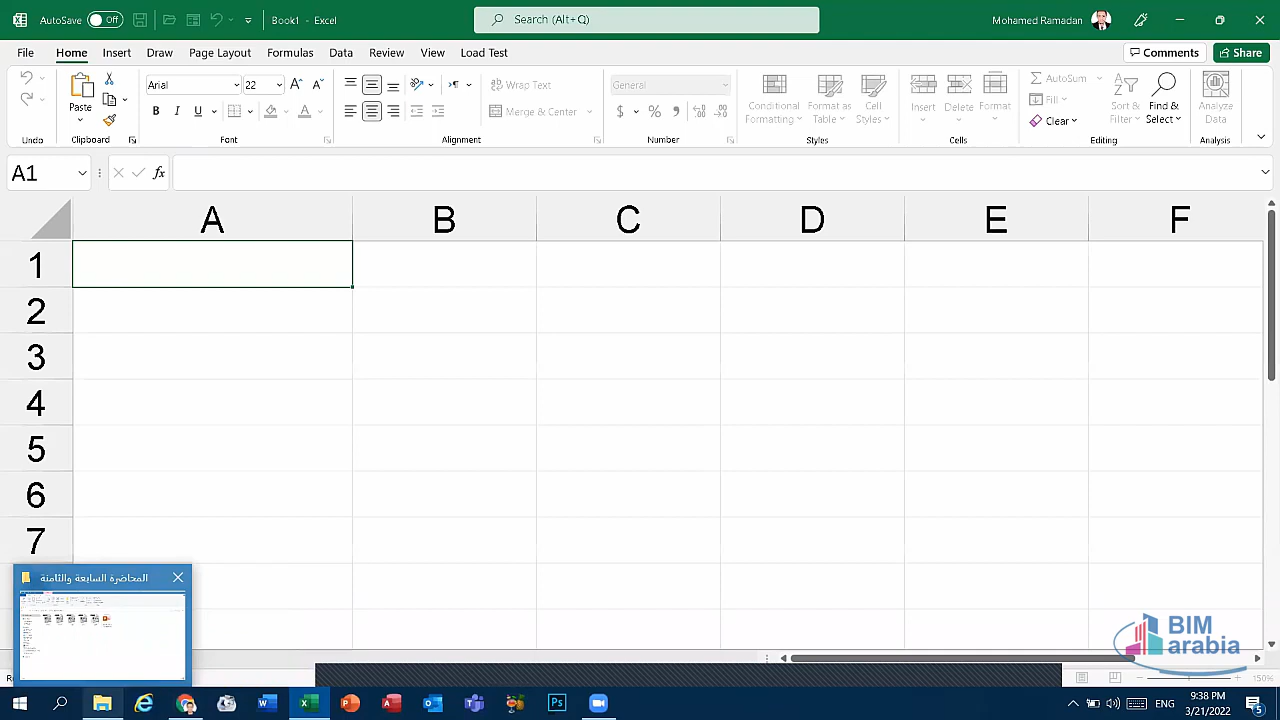 AutoSave Off Book1 - Excel Search (Alt+Q) Mohamed Ramadan
File Home Insert Draw Page Layout Formulas Data Review View Load Test Comments Share
Arial 22 Wrap Text General
Paste B I U Merge & Center $ % Conditional Formatting Format as Table Cell Styles Insert Delete Format AutoSum Fill Clear Sort & Filter Find & Select Analyze Data
Undo Clipboard Font Alignment Number Styles Cells Editing Analysis
A1 fx
A B C D E F
1
2
3
4
5
6
7
المحاضرة السابعة والثامنة
BIM
arabia
150%
ENG 9:38 PM
3/21/2022 5